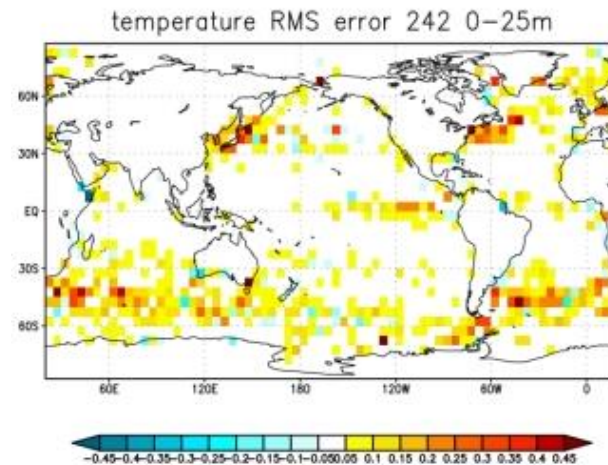 temperature RMS error 242 0-25m
60N
30N
EQ
30S
60S
60E 120E 180 120W 60W 0
-0.45-0.4-0.35-0.3-0.25-0.2-0.15-0.1-0.050.05 0.1 0.15 0.2 0.25 0.3 0.35 0.4 0.45